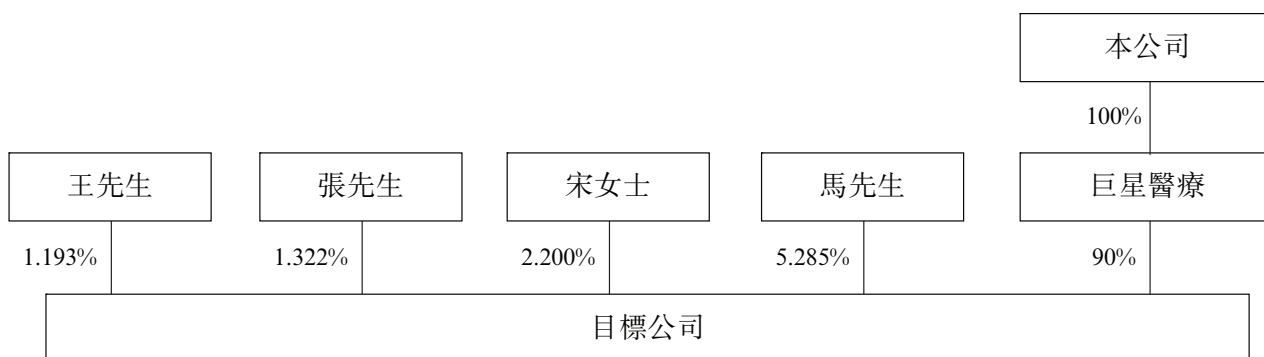 本公司
100%
王先生
張先生
宋女士
馬先生
巨星醫療
1.193%
1.322%
2.200%
5.285%
90%
目標公司